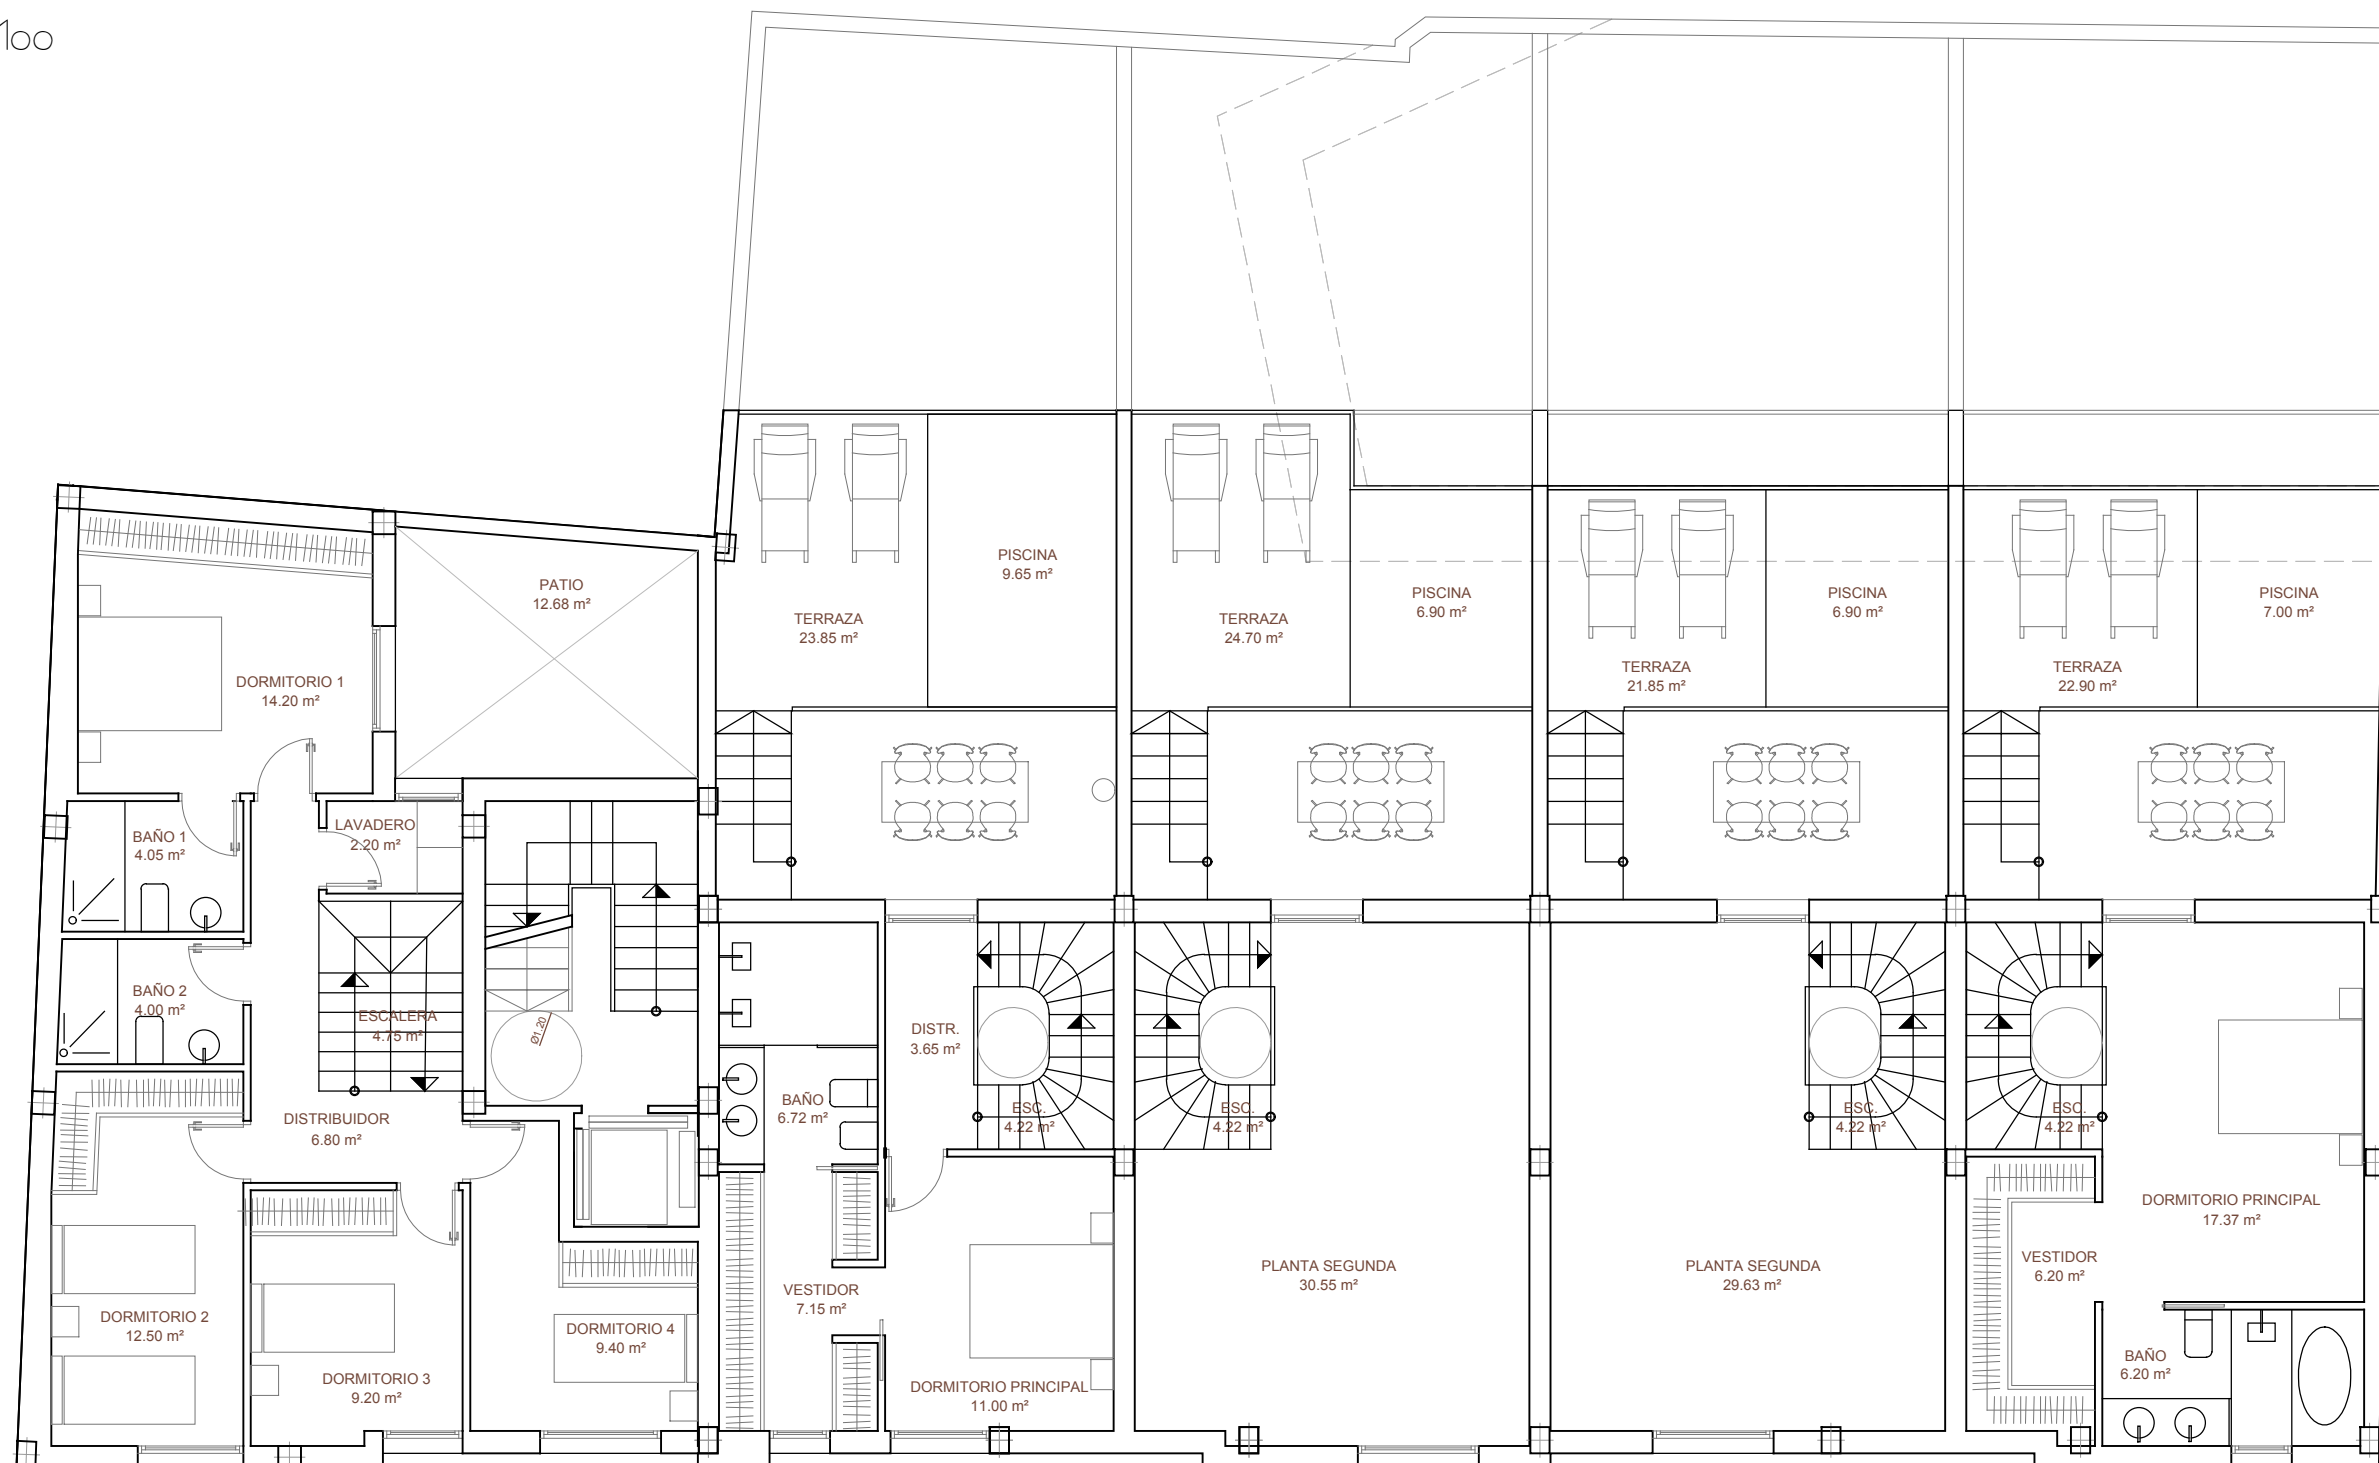 100
PISCINA
9.65 m²
PATIO
12.68 m²
TERRAZA
23.85 m²
TERRAZA
24.70 m²
PISCINA
6.90 m²
PISCINA
6.90 m²
PISCINA
7.00 m²
TERRAZA
21.85 m²
TERRAZA
22.90 m²
DORMITORIO 1
14.20 m²
LAVADERO
2.20 m²
BAÑO 1
4.05 m²
BAÑO 2
4.00 m²
ESCALERA
4.75 m²
Ø1.20
DISTR.
3.65 m²
BAÑO
6.72 m²
ESC.
4.22 m²
ESC.
4.22 m²
ESC.
4.22 m²
ESC.
4.22 m²
DISTRIBUIDOR
6.80 m²
DORMITORIO PRINCIPAL
17.37 m²
PLANTA SEGUNDA
30.55 m²
PLANTA SEGUNDA
29.63 m²
VESTIDOR
6.20 m²
VESTIDOR
7.15 m²
DORMITORIO 2
12.50 m²
DORMITORIO 4
9.40 m²
DORMITORIO 3
9.20 m²
DORMITORIO PRINCIPAL
11.00 m²
BAÑO
6.20 m²